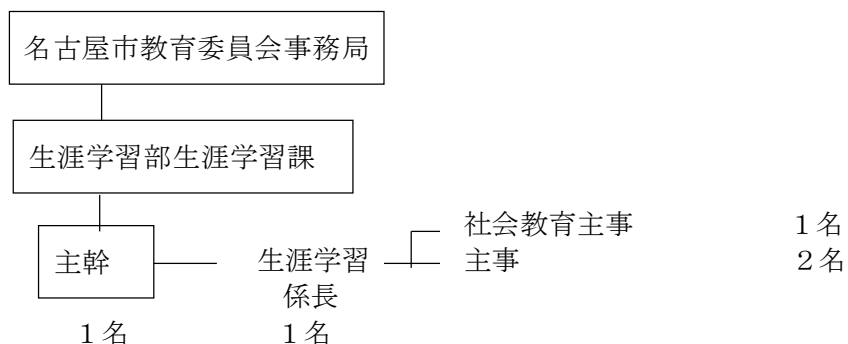 名古屋市教育委員会事務局
生涯学習部生涯学習課
社会教育主事 １名
主幹 生涯学習 主事 ２名
係長
１名 １名